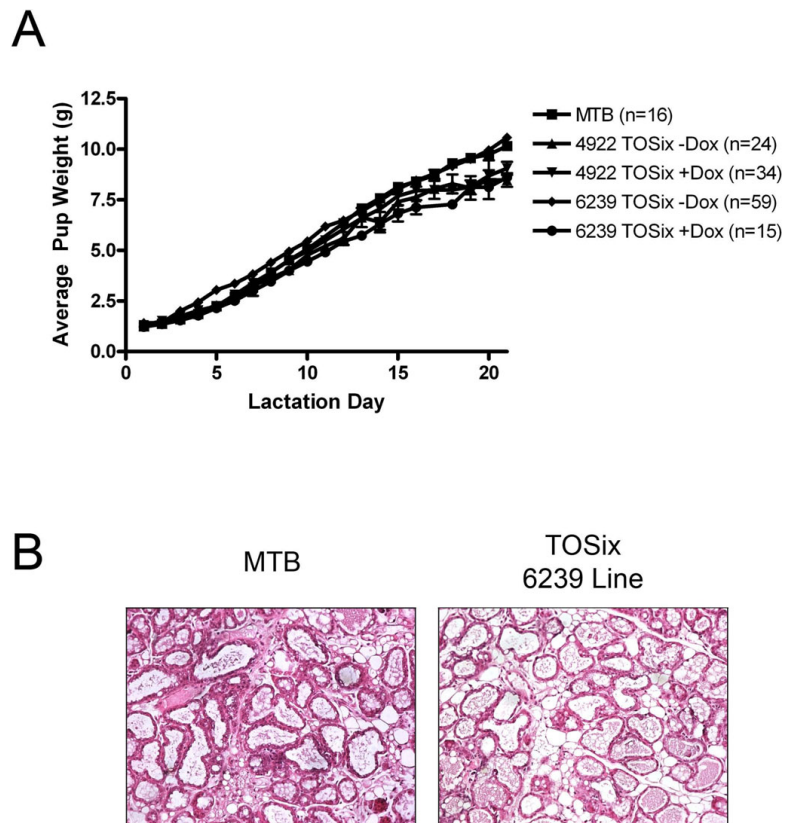 A
12.5
10.0
7.5
5.0
2.5
0.0
Average Pup Weight (g)
0 5 10 15 20
Lactation Day
MTB (n=16)
4922 TOSix -Dox (n=24)
4922 TOSix +Dox (n=34)
6239 TOSix -Dox (n=59)
6239 TOSix +Dox (n=15)
B
MTB
TOSix
6239 Line